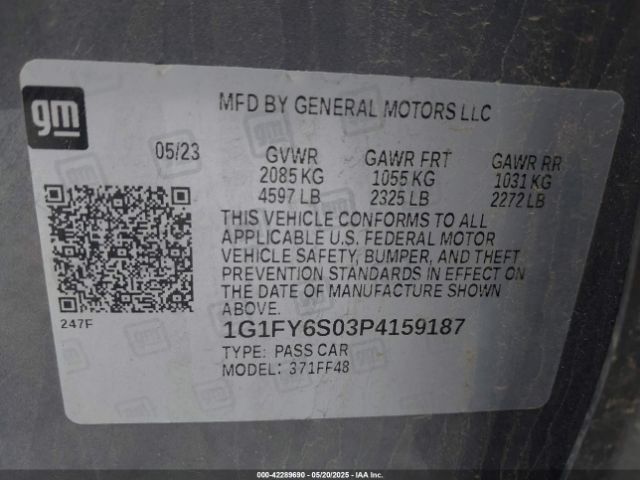 gm
MFD BY GENERAL MOTORS LLC
05/23 GVWR GAWR FRT GAWR RR
2085 KG 1055 KG 1031 KG
4597 LB 2325 LB 2272 LB
THIS VEHICLE CONFORMS TO ALL
APPLICABLE U.S. FEDERAL MOTOR
VEHICLE SAFETY, BUMPER, AND THEFT
PREVENTION STANDARDS IN EFFECT ON
THE DATE OF MANUFACTURE SHOWN
ABOVE.
247F
1G1FY6S03P4159187
TYPE: PASS CAR
MODEL: 371FF48
000-42289690 - 05/20/2025 - IAAI.COM